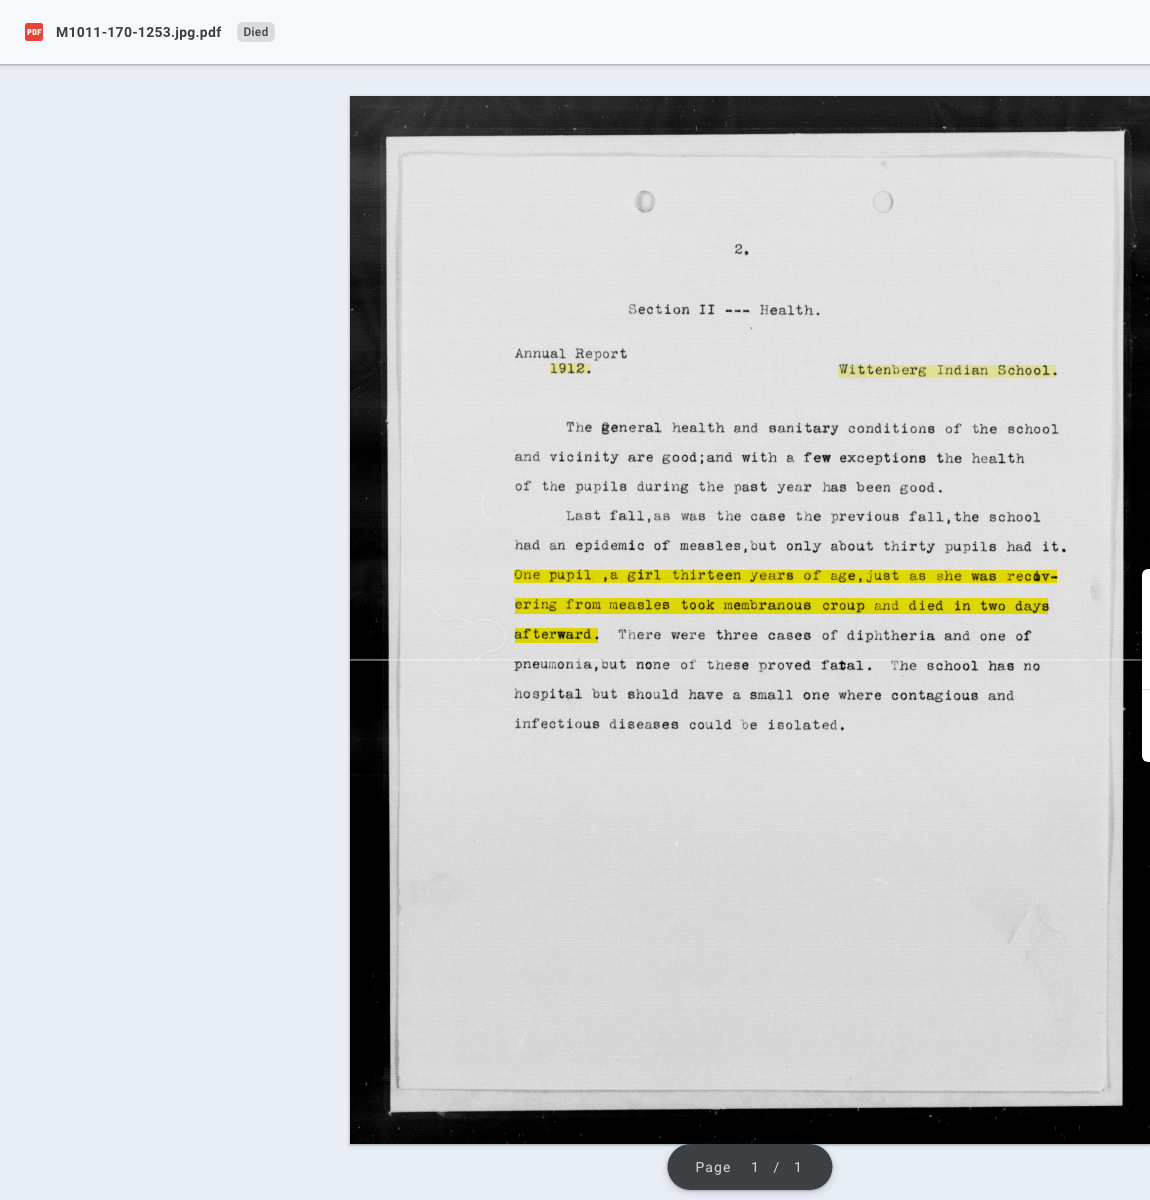 PDF M1011-170-1253.jpg.pdf Died
2.
Section II --- Health.
Annual Report
1912.
Wittenberg Indian School.
The general health and sanitary conditions of the school
and vicinity are good;and with a few exceptions the health
of the pupils during the past year has been good.
Last fall,as was the case the previous fall,the school
had an epidemic of measles,but only about thirty pupils had it.
One pupil ,a girl thirteen years of age,just as she was recov-
ering from measles took membranous croup and died in two days
afterward. There were three cases of diphtheria and one of
pneumonia,but none of these proved fatal. The school has no
hospital but should have a small one where contagious and
infectious diseases could be isolated.
Page 1 / 1